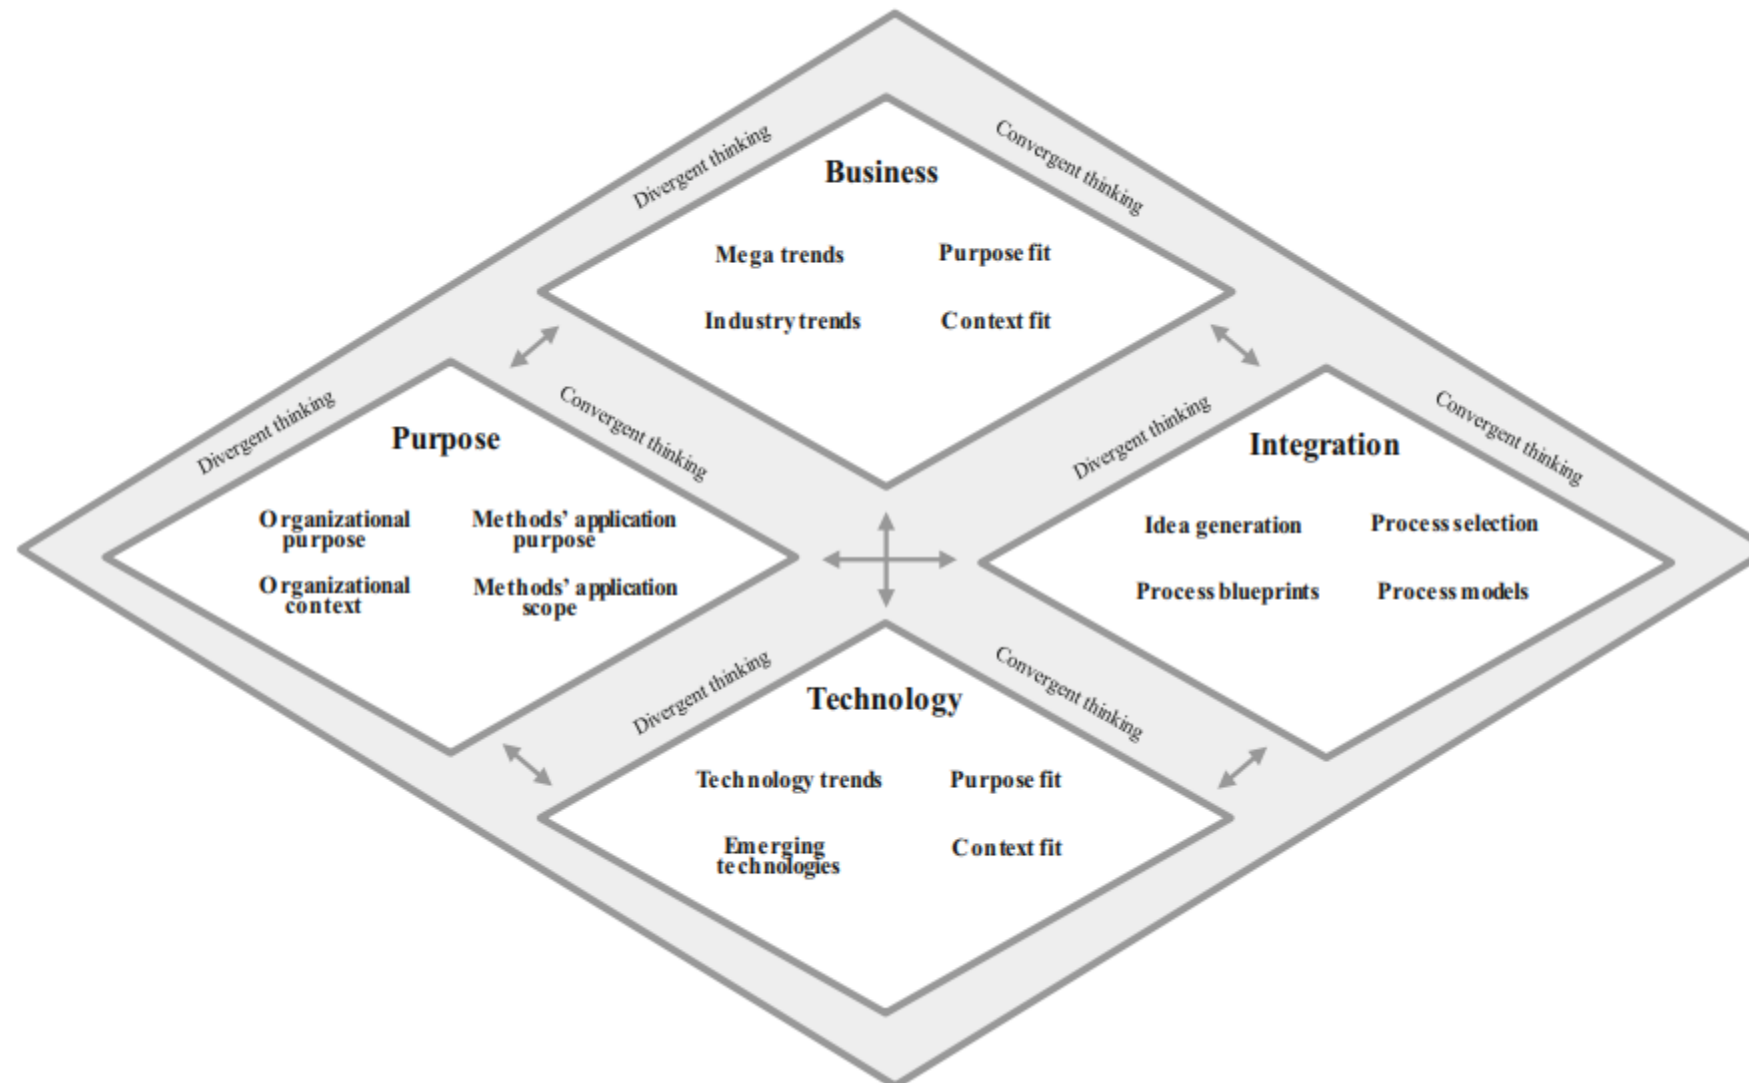 Divergent thinking
Convergent thinking
Business
Mega trends
Purpose fit
Industry trends
Context fit
Divergent thinking
Convergent thinking
Purpose
Organizational
purpose
Methods' application
purpose
Organizational
context
Methods' application
scope
Divergent thinking
Convergent thinking
Integration
Idea generation
Process selection
Process blueprints
Process models
Divergent thinking
Convergent thinking
Technology
Technology trends
Purpose fit
Emerging
technologies
Context fit